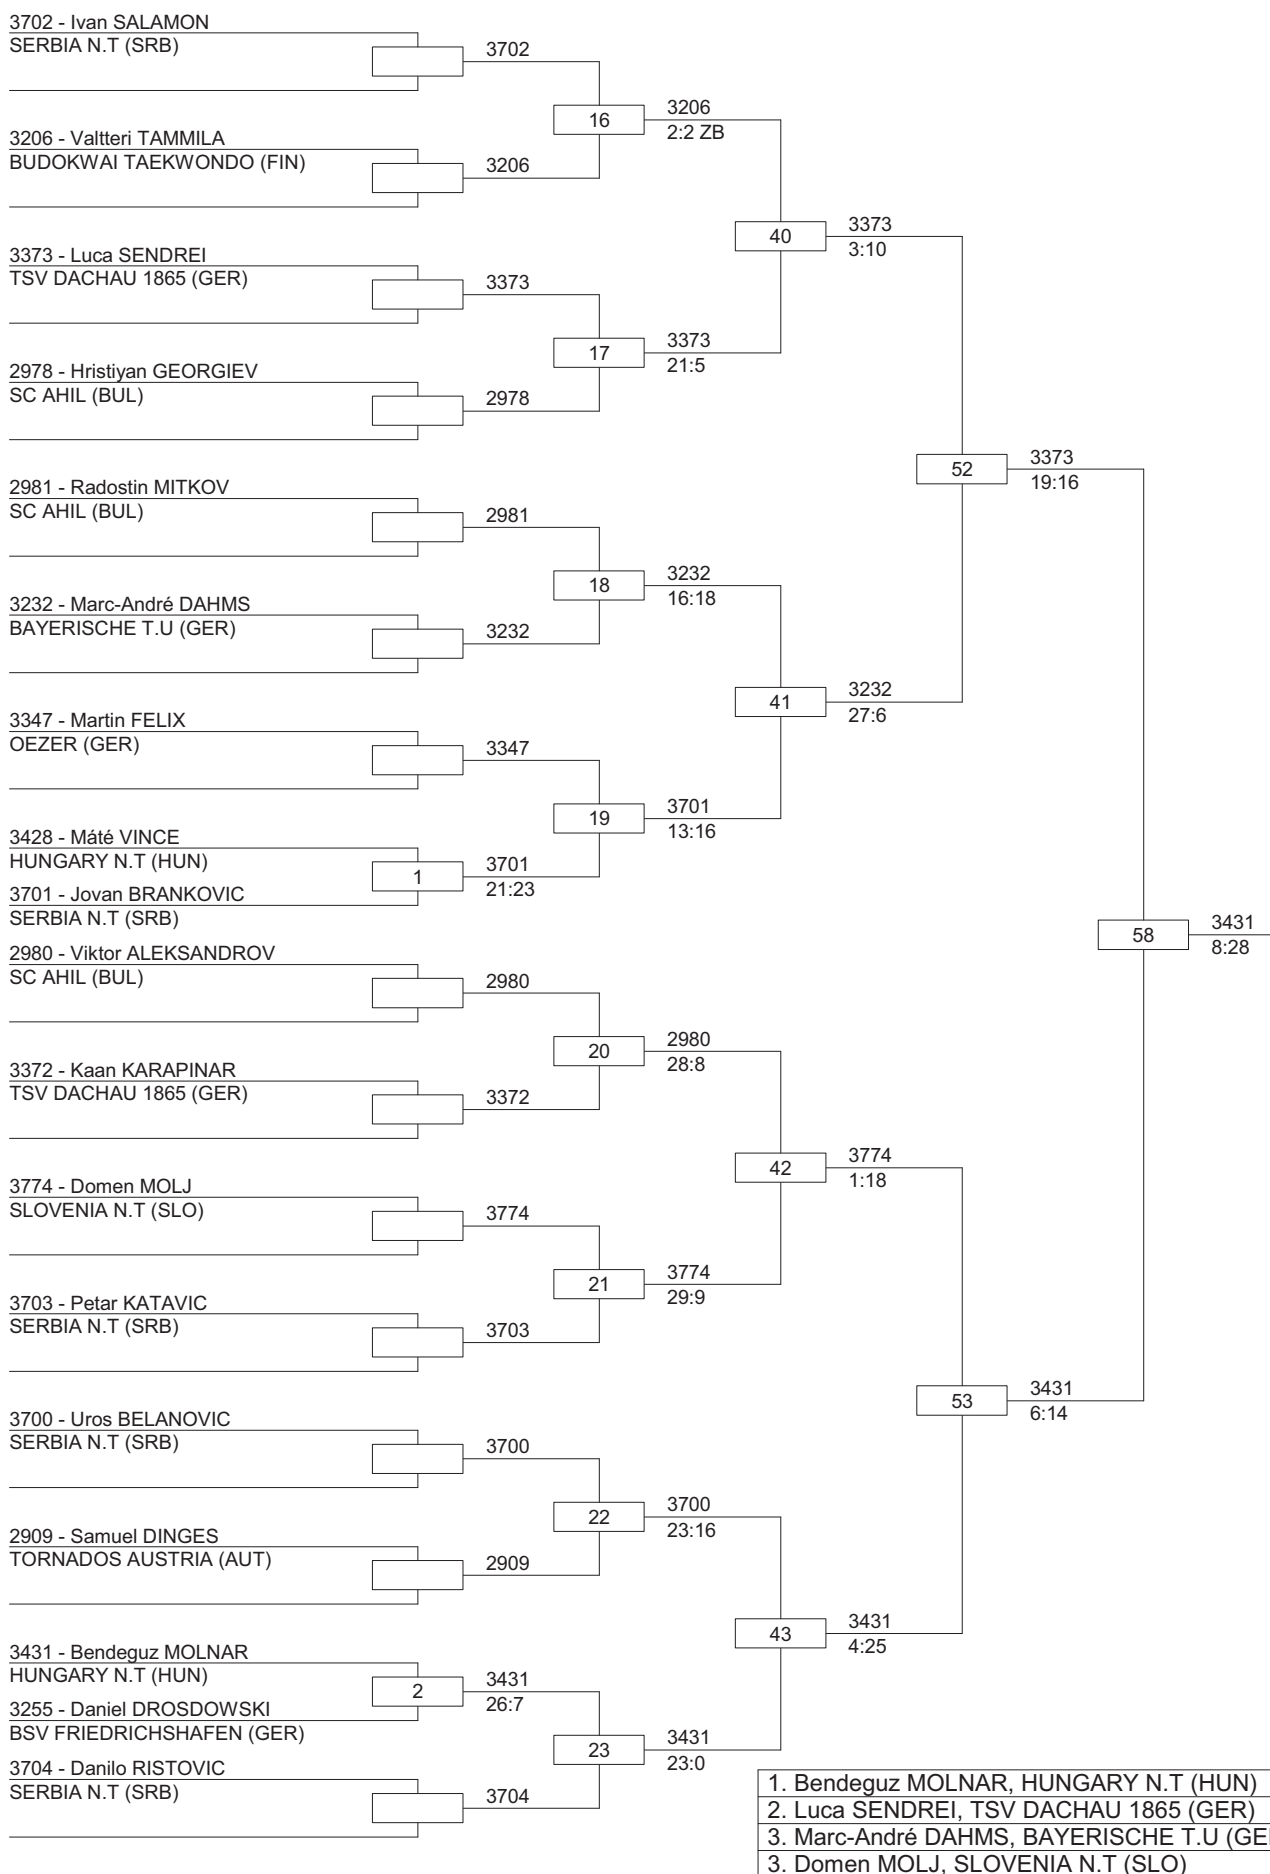 3702 - Ivan SALAMON
SERBIA N.T (SRB)
3702
16
3206
2:2 ZB
3206 - Valtteri TAMMILA
BUDOKWAI TAEKWONDO (FIN)
3206
40
3373
3:10
3373 - Luca SENDREI
TSV DACHAU 1865 (GER)
3373
17
3373
21:5
2978 - Hristiyan GEORGIEV
SC AHIL (BUL)
2978
52
3373
19:16
2981 - Radostin MITKOV
SC AHIL (BUL)
2981
18
3232
16:18
3232 - Marc-André DAHMS
BAYERISCHE T.U (GER)
3232
41
3232
27:6
3347 - Martin FELIX
OEZER (GER)
3347
19
3701
13:16
3428 - Máté VINCE
HUNGARY N.T (HUN)
1
3701
21:23
3701 - Jovan BRANKOVIC
SERBIA N.T (SRB)
58
3431
8:28
2980 - Viktor ALEKSANDROV
SC AHIL (BUL)
2980
20
2980
28:8
3372 - Kaan KARAPINAR
TSV DACHAU 1865 (GER)
3372
42
3774
1:18
3774 - Domen MOLJ
SLOVENIA N.T (SLO)
3774
21
3774
29:9
3703 - Petar KATAVIC
SERBIA N.T (SRB)
3703
53
3431
6:14
3700 - Uros BELANOVIC
SERBIA N.T (SRB)
3700
22
3700
23:16
2909 - Samuel DINGES
TORNADOS AUSTRIA (AUT)
2909
43
3431
4:25
3431 - Bendeguz MOLNAR
HUNGARY N.T (HUN)
2
3431
26:7
3255 - Daniel DROSDOWSKI
BSV FRIEDRICHSHAFEN (GER)
23
3431
23:0
3704 - Danilo RISTOVIC
SERBIA N.T (SRB)
3704
1. Bendeguz MOLNAR, HUNGARY N.T (HUN)
2. Luca SENDREI, TSV DACHAU 1865 (GER)
3. Marc-André DAHMS, BAYERISCHE T.U (GE
3. Domen MOLJ, SLOVENIA N.T (SLO)